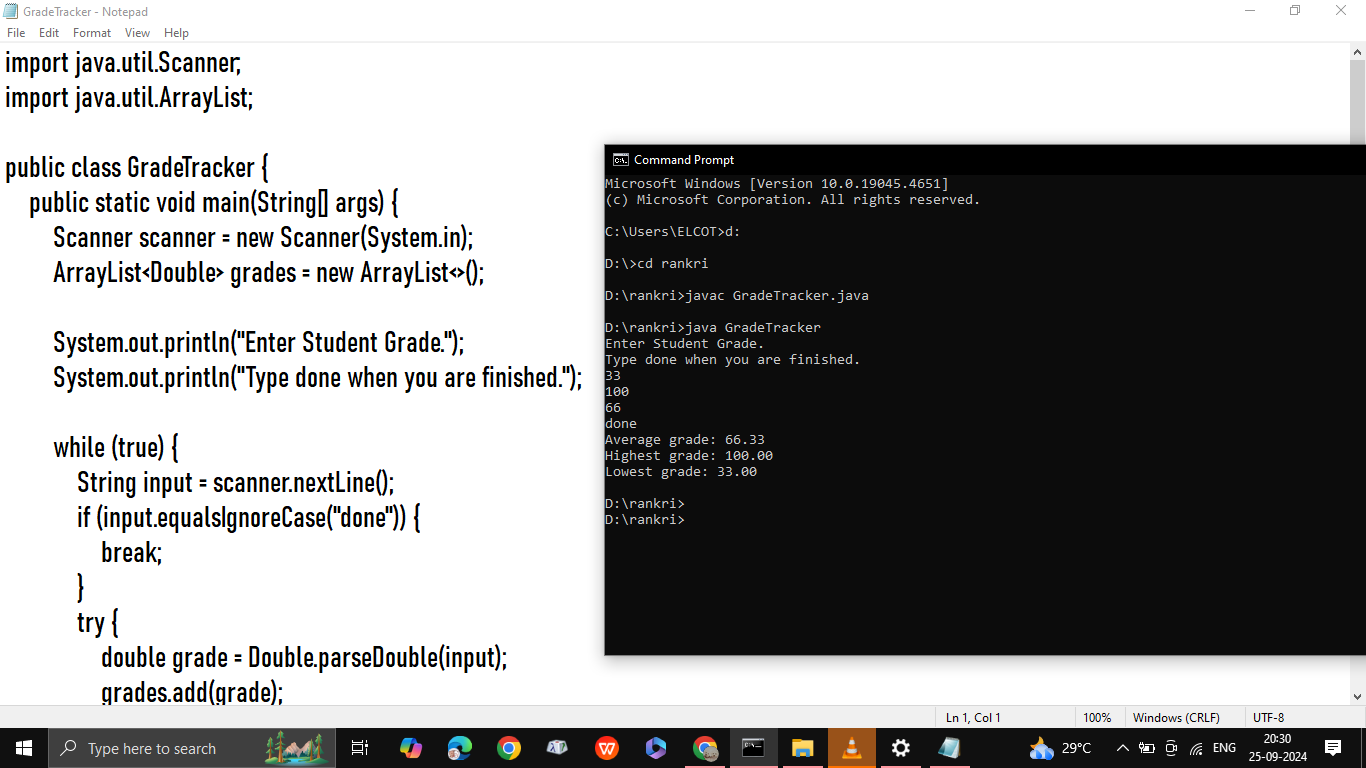 GradeTracker - Notepad
File Edit Format View Help
import java.util.Scanner;
import java.util.ArrayList;
public class GradeTracker {
public static void main(String[] args) {
Scanner scanner = new Scanner(System.in);
ArrayList<Double> grades = new ArrayList<>();
System.out.println("Enter Student Grade.");
System.out.println("Type done when you are finished.");
while (true) {
String input = scanner.nextLine();
if (input.equalsIgnoreCase("done")) {
break;
}
try {
double grade = Double.parseDouble(input);
grades.add(grade);
Command Prompt
Microsoft Windows [Version 10.0.19045.4651]
(c) Microsoft Corporation. All rights reserved.
C:\Users\ELCOT>d:
D:\>cd rankri
D:\rankri>javac GradeTracker.java
D:\rankri>java GradeTracker
Enter Student Grade.
Type done when you are finished.
33
100
66
done
Average grade: 66.33
Highest grade: 100.00
Lowest grade: 33.00
D:\rankri>
D:\rankri>
Ln 1, Col 1 100% Windows (CRLF) UTF-8
Type here to search
29°C ENG
20:30
25-09-2024